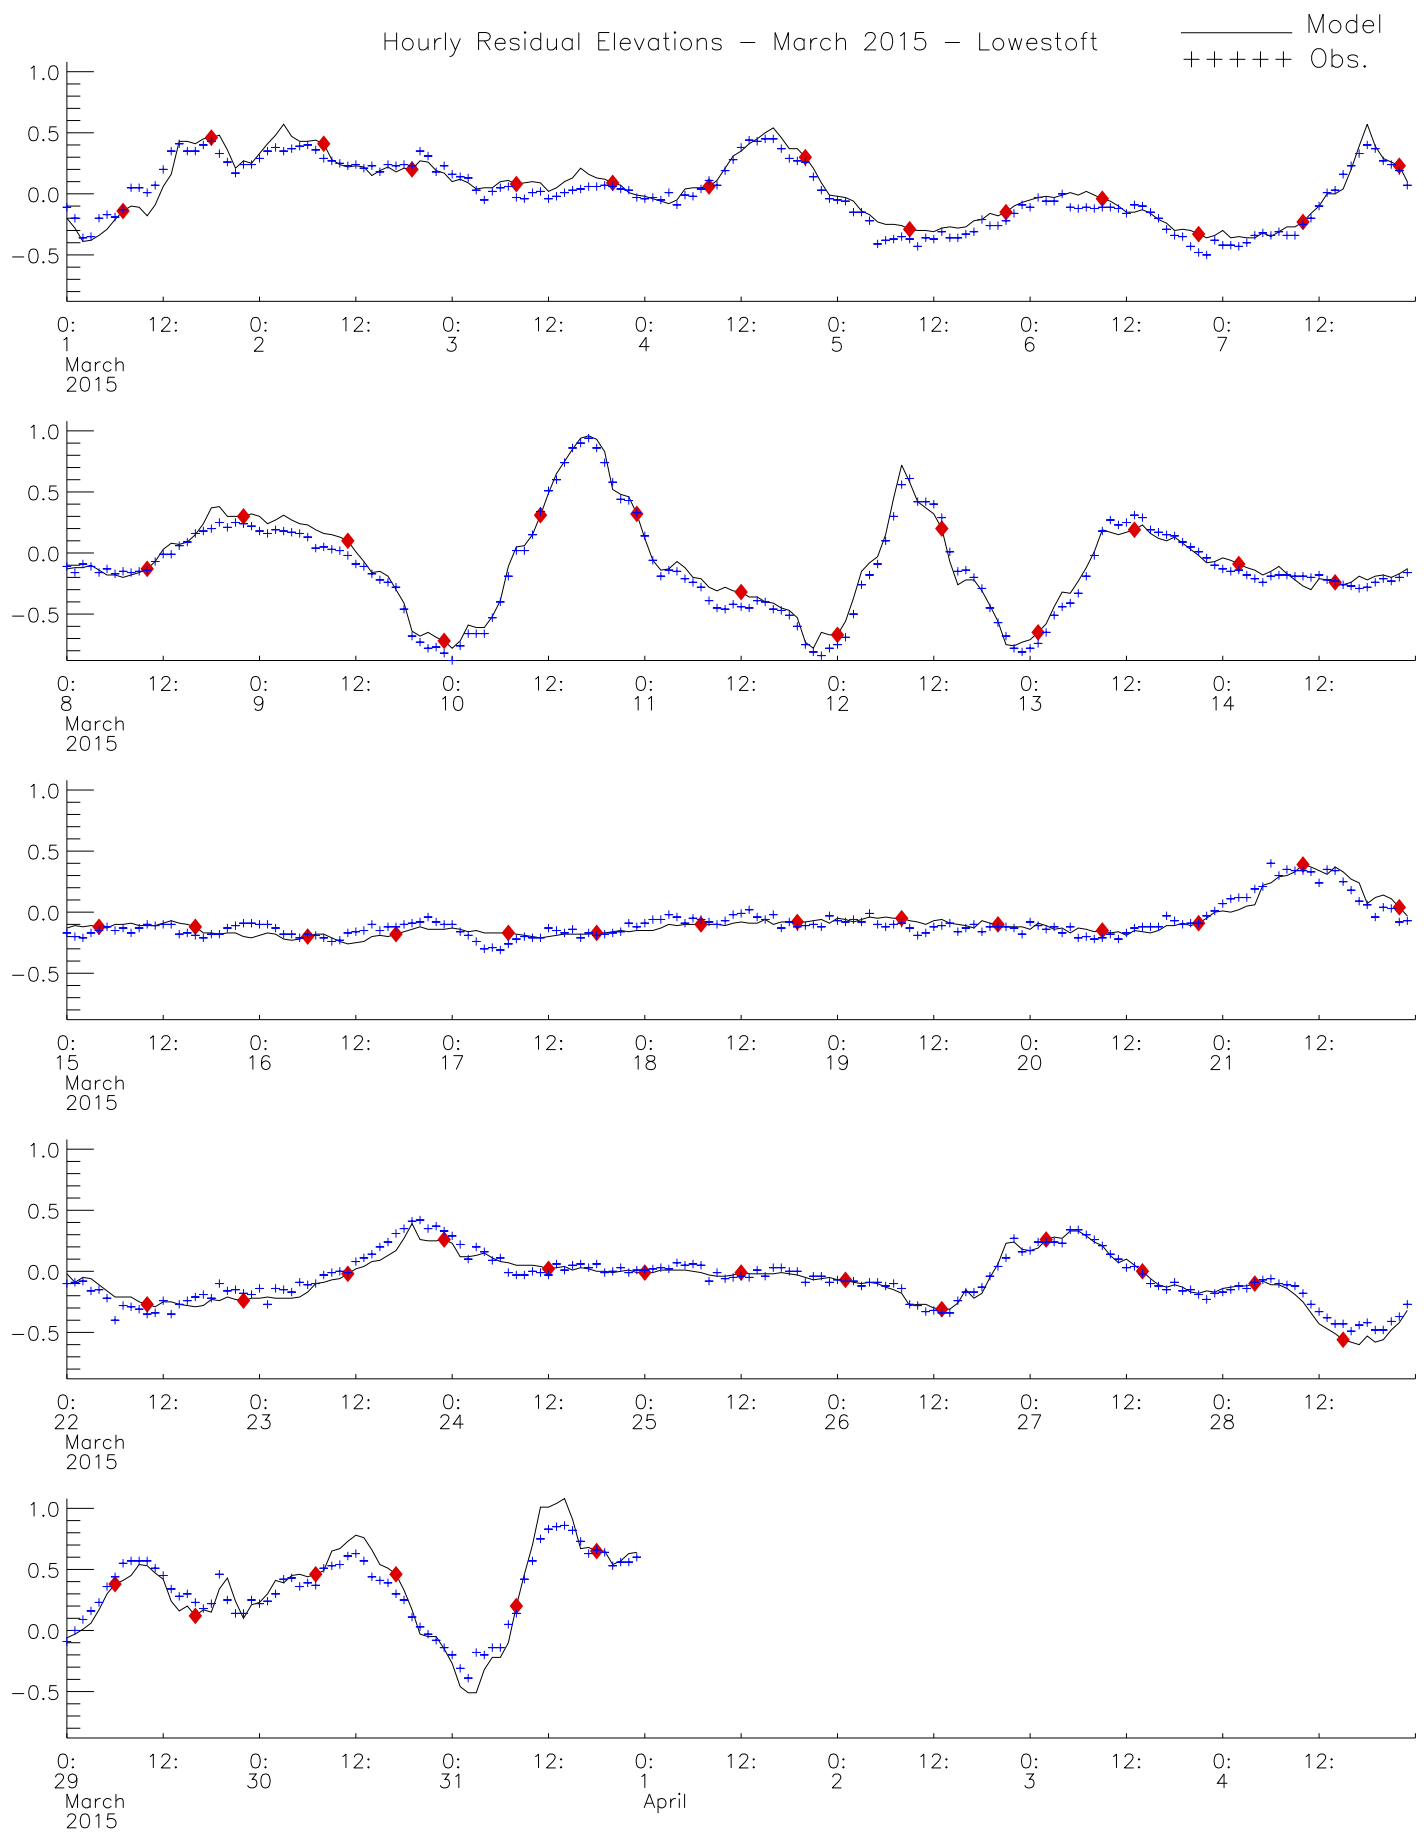 Hourly Residual Elevations − March 2015 − Lowestoft
Model
+++++ Obs.
1.0
0.5
0.0
−0.5
0: 12: 0: 12: 0: 12: 0: 12: 0: 12: 0: 12: 0: 12:
1 2 3 4 5 6 7
March
2015
1.0
0.5
0.0
−0.5
0: 12: 0: 12: 0: 12: 0: 12: 0: 12: 0: 12: 0: 12:
8 9 10 11 12 13 14
March
2015
1.0
0.5
0.0
−0.5
0: 12: 0: 12: 0: 12: 0: 12: 0: 12: 0: 12: 0: 12:
15 16 17 18 19 20 21
March
2015
1.0
0.5
0.0
−0.5
0: 12: 0: 12: 0: 12: 0: 12: 0: 12: 0: 12: 0: 12:
22 23 24 25 26 27 28
March
2015
1.0
0.5
0.0
−0.5
0: 12: 0: 12: 0: 12: 0: 12: 0: 12: 0: 12: 0: 12:
29 30 31 1 2 3 4
March April
2015